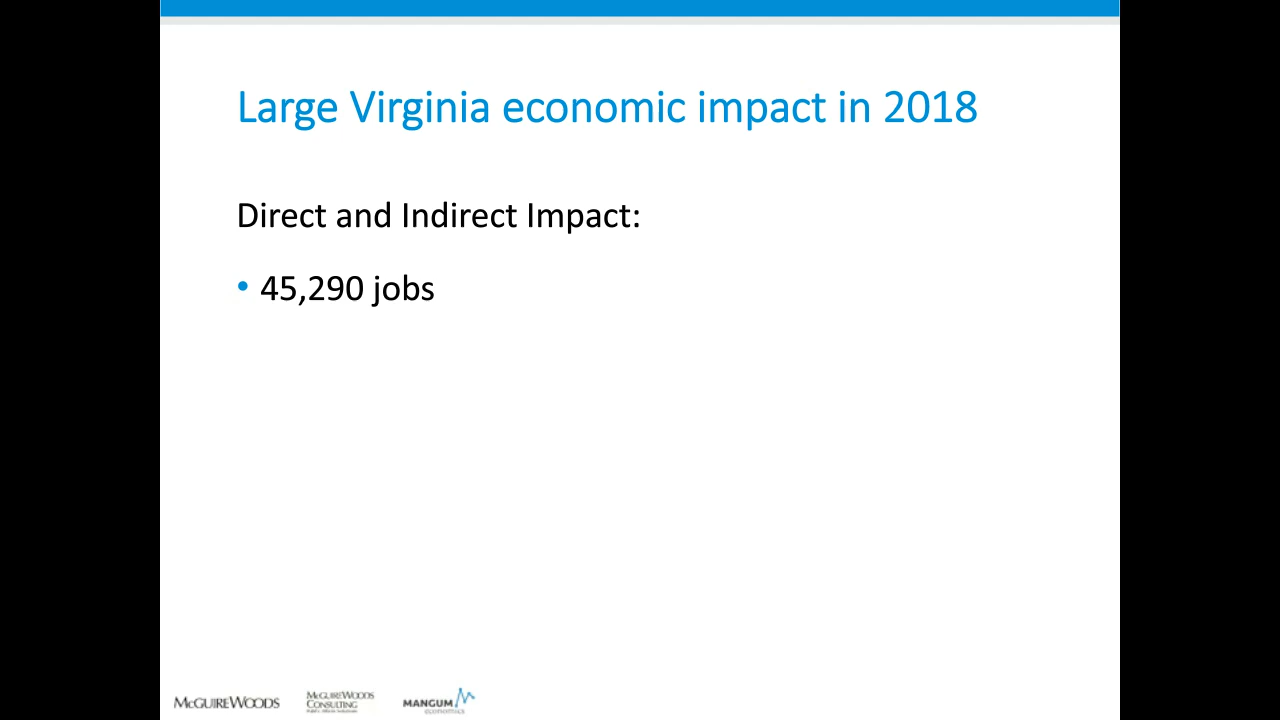 Large Virginia economic impact in 2018
Direct and Indirect Impact:
• 45,290 jobs
McGUIREWOODS
McGUIREWOODS
CONSULTING
MANGUM